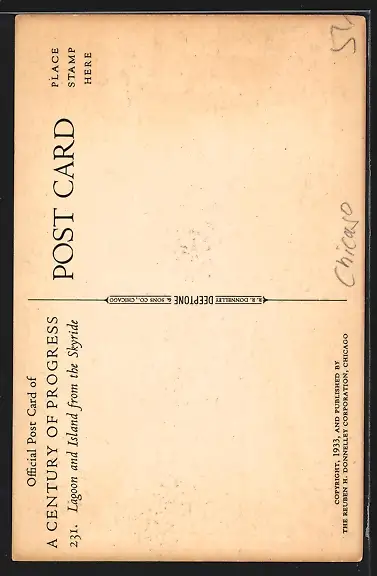 Official Post Card of
A CENTURY OF PROGRESS
231. Lagoon and Island from the Skyride
POST CARD
PLACE
STAMP
HERE
R. R. DONNELLEY DEEPTONE & SONS CO., CHICAGO
COPYRIGHT, 1933, AND PUBLISHED BY
THE REUBEN H. DONNELLEY CORPORATION, CHICAGO
Chicago